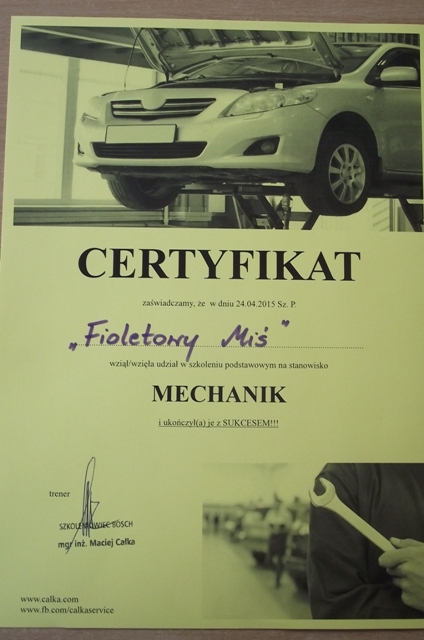 CERTYFIKAT
zaświadczamy, że w dniu 24.04.2015 Sz. P.
„Fioletowy Miś"
wziął/wzięła udział w szkoleniu podstawowym na stanowisko
MECHANIK
i ukończył(a) je z SUKCESEM!!!
trener
SZKOLENIOWIEC BOSCH
mgr inż. Maciej Całka
www.calka.com
www.fb.com/calkaservice